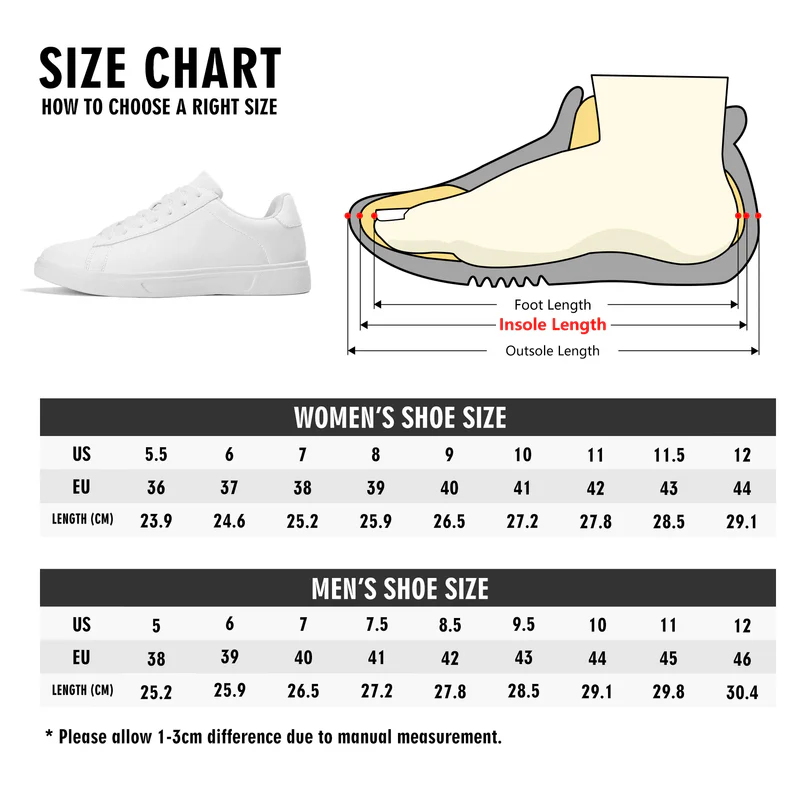 SIZE CHART
HOW TO CHOOSE A RIGHT SIZE
Foot Length
Insole Length
Outsole Length
WOMEN'S SHOE SIZE
US 5.5 6 7 8 9 10 11 11.5 12
EU 36 37 38 39 40 41 42 43 44
LENGTH (CM) 23.9 24.6 25.2 25.9 26.5 27.2 27.8 28.5 29.1
MEN'S SHOE SIZE
US 5 6 7 7.5 8.5 9.5 10 11 12
EU 38 39 40 41 42 43 44 45 46
LENGTH (CM) 25.2 25.9 26.5 27.2 27.8 28.5 29.1 29.8 30.4
* Please allow 1-3cm difference due to manual measurement.